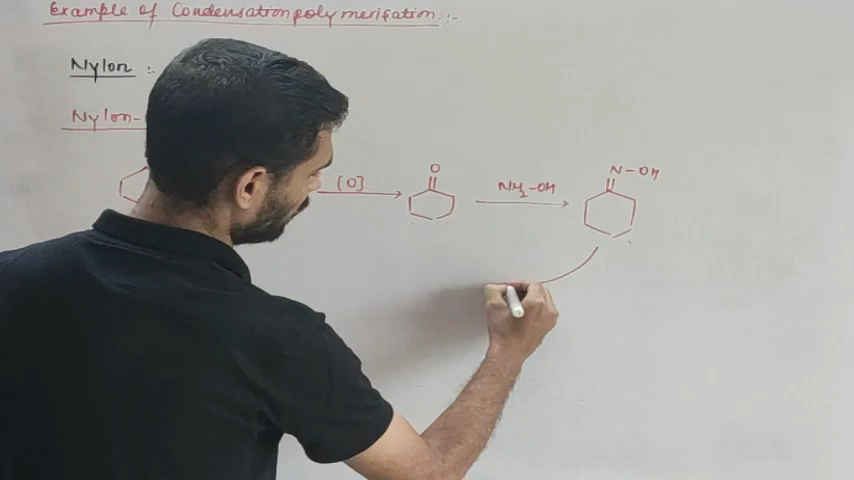 Example of Condensation polymerisation :-
Nylon :
Nylon-
[O]
O
NH2-OH
N-OH